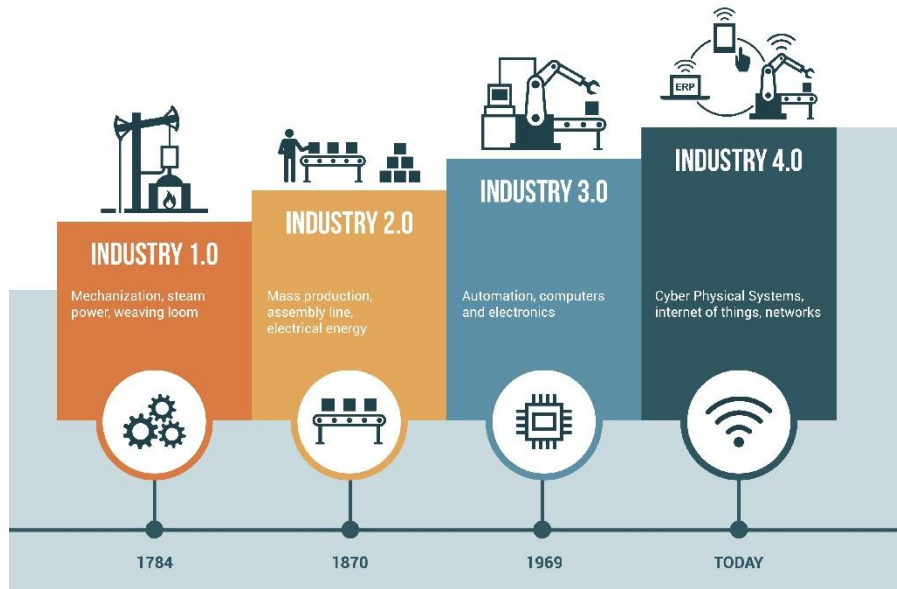 ERP
INDUSTRY 1.0
Mechanization, steam
power, weaving loom
INDUSTRY 2.0
Mass production,
assembly line,
electrical energy
INDUSTRY 3.0
Automation, computers
and electronics
INDUSTRY 4.0
Cyber Physical Systems,
internet of things, networks
1784
1870
1969
TODAY